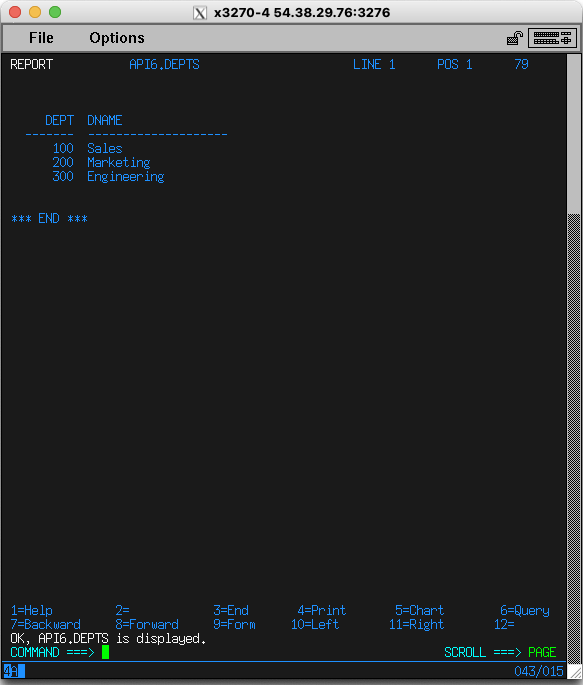 x3270-4 54.38.29.76:3276
File Options
REPORT API6.DEPTS LINE 1 POS 1 79
DEPT DNAME
------- --------------------
100 Sales
200 Marketing
300 Engineering
*** END ***
1=Help 2= 3=End 4=Print 5=Chart 6=Query
7=Backward 8=Forward 9=Form 10=Left 11=Right 12=
OK, API6.DEPTS is displayed.
COMMAND ===> SCROLL ===> PAGE
4A 043/015